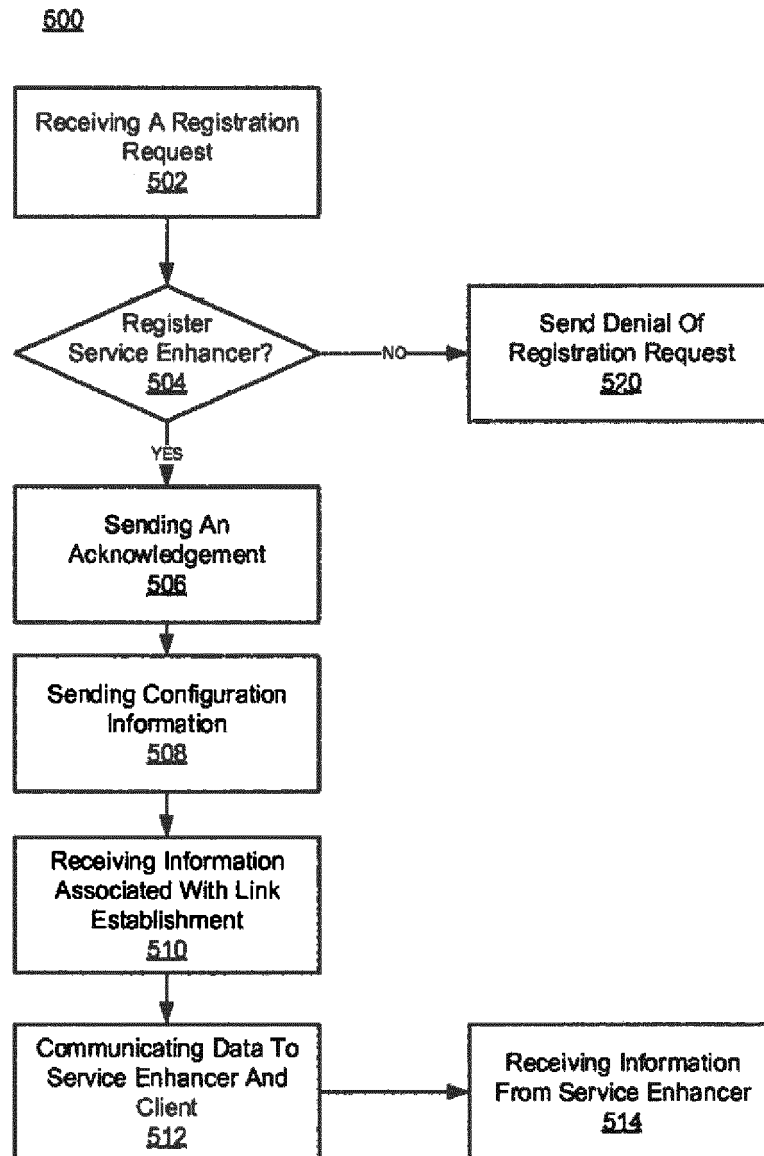 500
Receiving A Registration
Request
502
Register
Service Enhancer?
504
NO
Send Denial Of
Registration Request
520
YES
Sending An
Acknowledgement
506
Sending Configuration
Information
508
Receiving Information
Associated With Link
Establishment
510
Communicating Data To
Service Enhancer And
Client
512
Receiving Information
From Service Enhancer
514